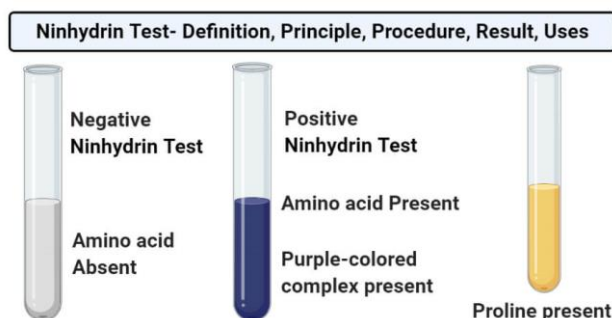 Ninhydrin Test- Definition, Principle, Procedure, Result, Uses
Negative
Ninhydrin Test
Amino acid
Absent
Positive
Ninhydrin Test
Amino acid Present
Purple-colored
complex present
Proline present